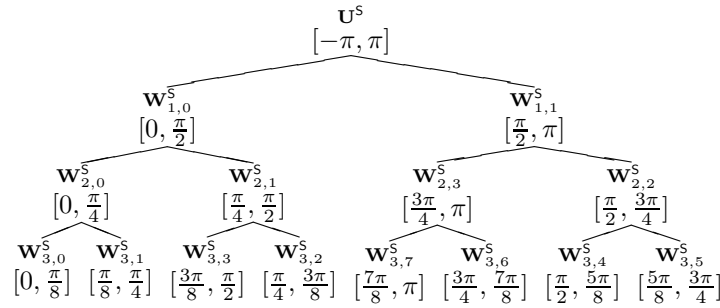 U^S
[−π, π]
W^S_{1,0} W^S_{1,1}
[0, π/2] [π/2, π]
W^S_{2,0} W^S_{2,1} W^S_{2,3} W^S_{2,2}
[0, π/4] [π/4, π/2] [3π/4, π] [π/2, 3π/4]
W^S_{3,0} W^S_{3,1} W^S_{3,3} W^S_{3,2} W^S_{3,7} W^S_{3,6} W^S_{3,4} W^S_{3,5}
[0, π/8] [π/8, π/4] [3π/8, π/2] [π/4, 3π/8] [7π/8, π] [3π/4, 7π/8] [π/2, 5π/8] [5π/8, 3π/4]